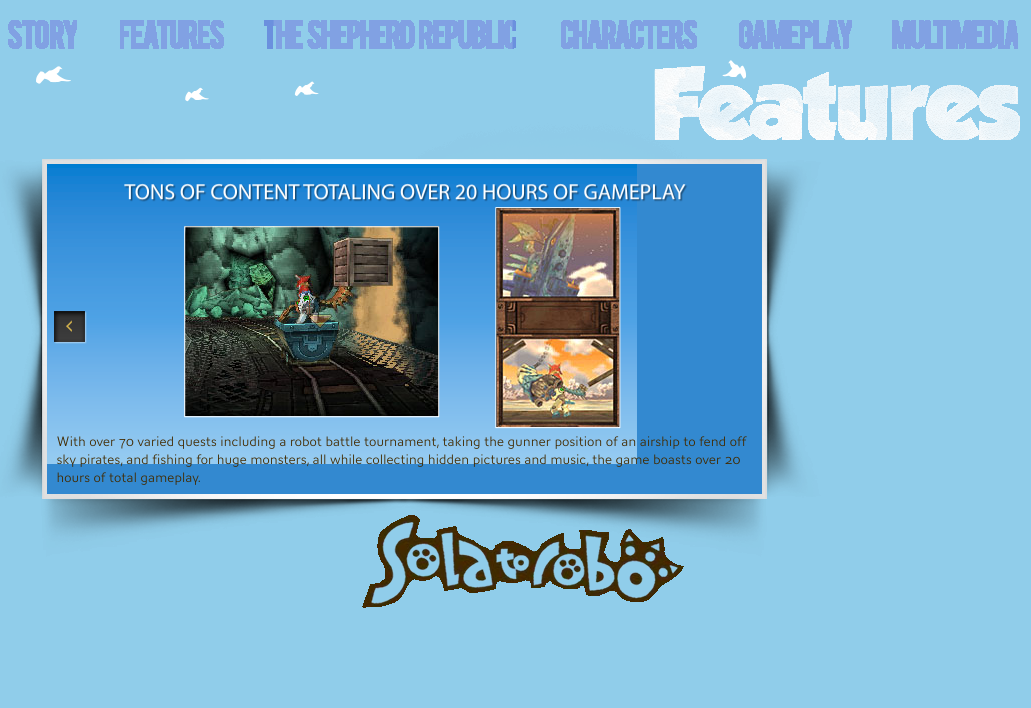 STORY FEATURES THE SHEPHERD REPUBLIC CHARACTERS GAMEPLAY MULTIMEDIA
Features
TONS OF CONTENT TOTALING OVER 20 HOURS OF GAMEPLAY
With over 70 varied quests including a robot battle tournament, taking the gunner position of an airship to fend off
sky pirates, and fishing for huge monsters, all while collecting hidden pictures and music, the game boasts over 20
hours of total gameplay.
Solatorobo